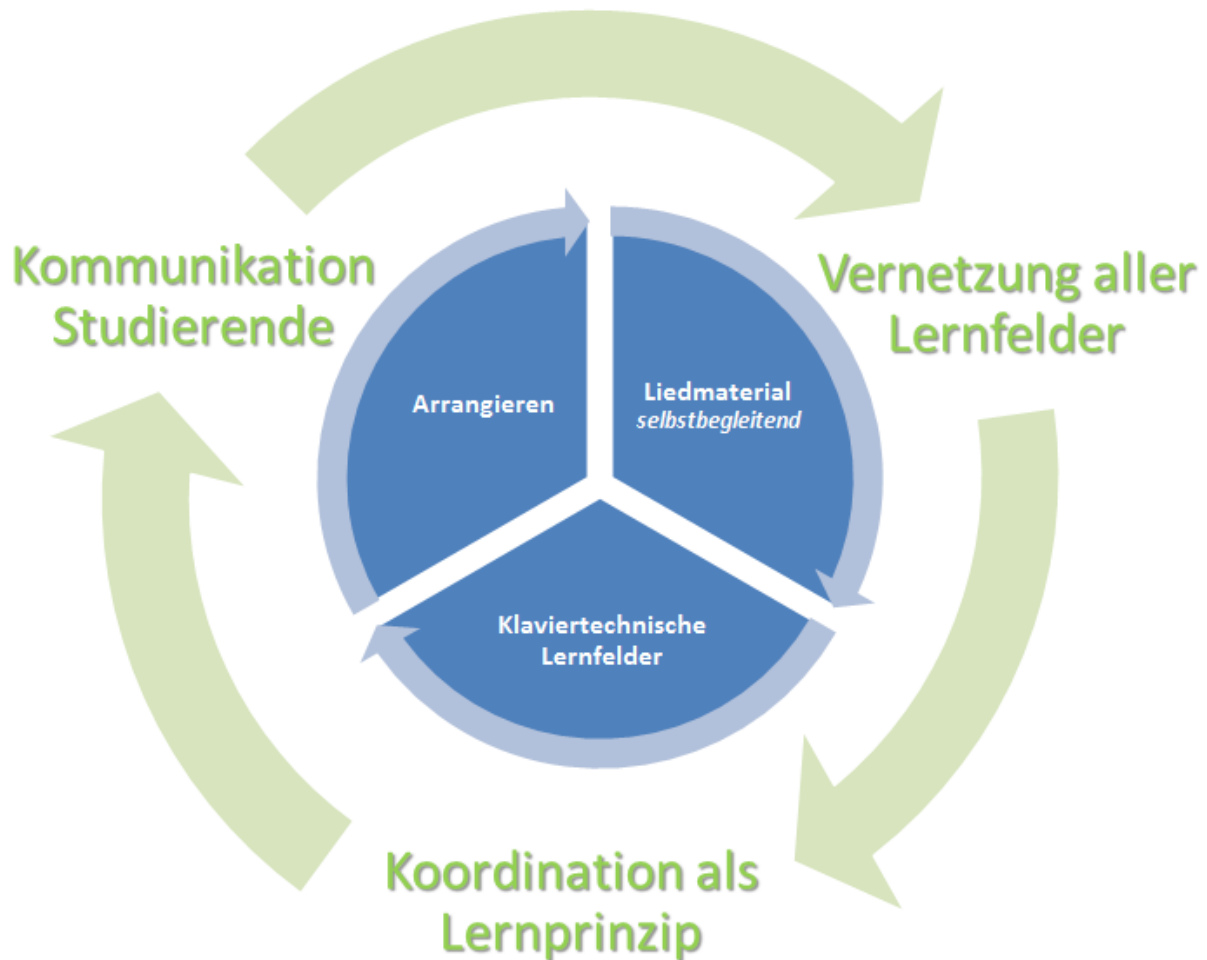 Kommunikation
Studierende
Vernetzung aller
Lernfelder
Arrangieren
Liedmaterial
selbstbegleitend
Klaviertechnische
Lernfelder
Koordination als
Lernprinzip